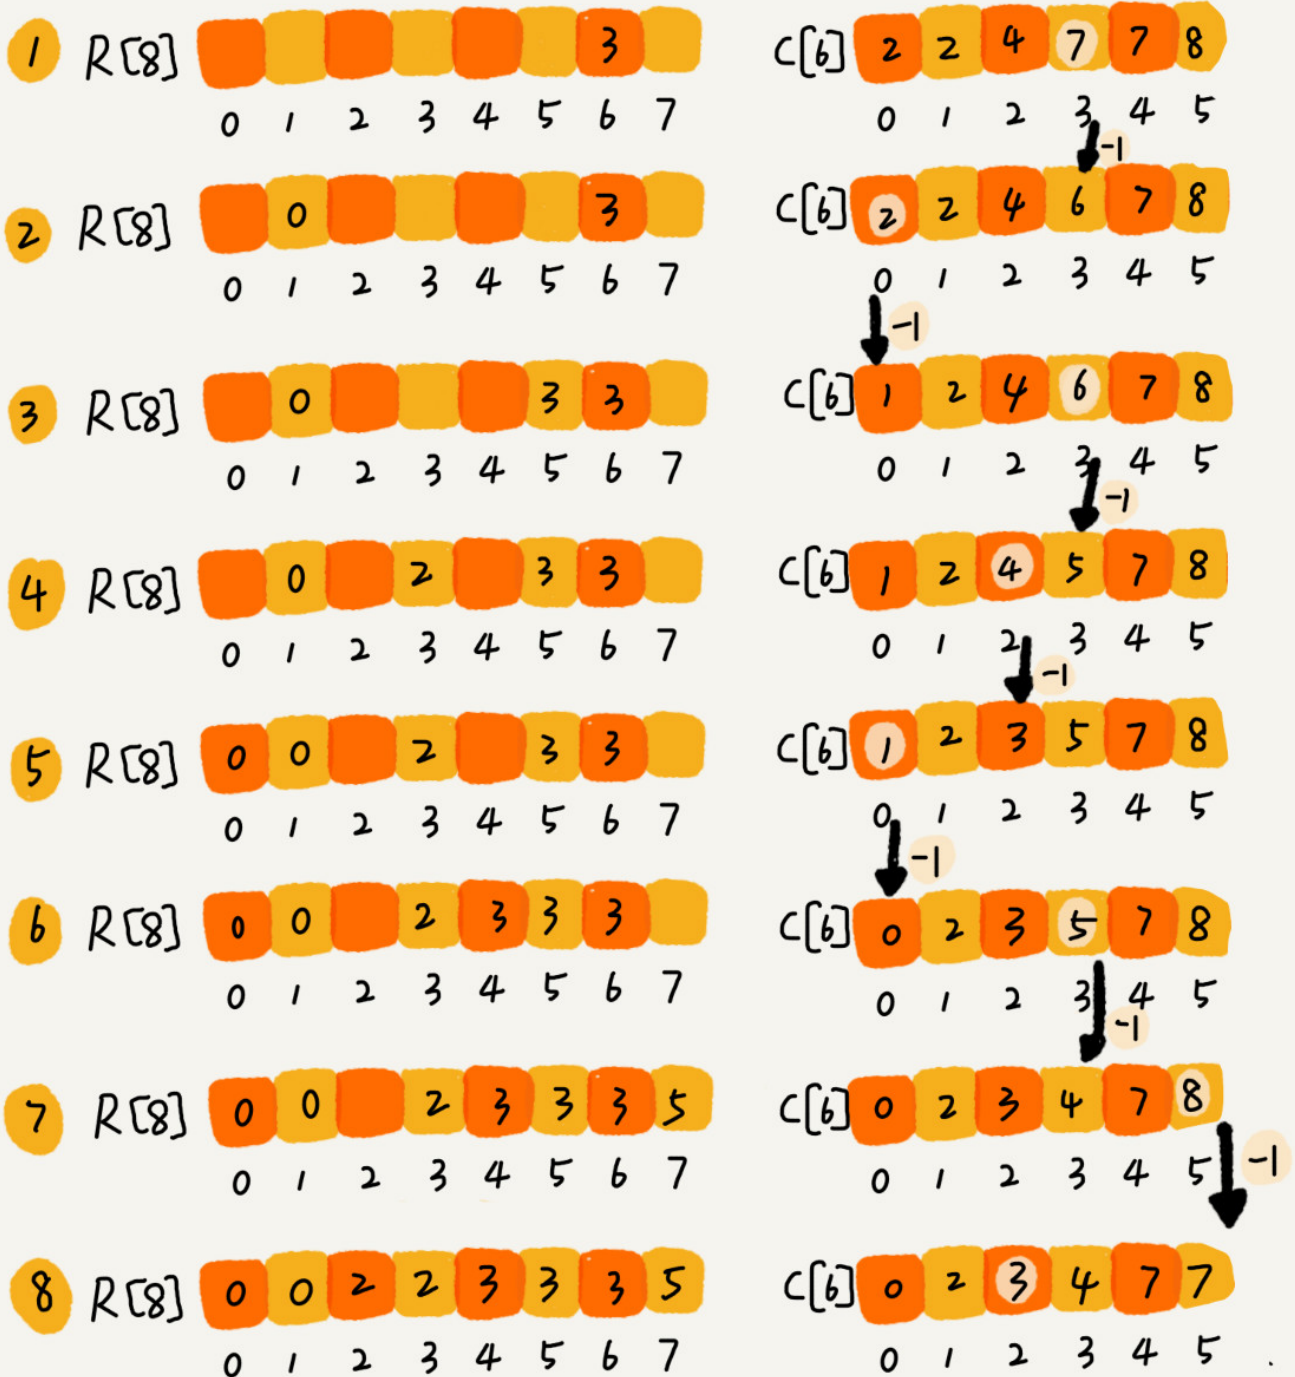 1 R[8] 3 C[6] 2 2 4 7 7 8
0 1 2 3 4 5 6 7 0 1 2 3 4 5
-1
2 R[8] 0 3 C[6] 2 2 4 6 7 8
0 1 2 3 4 5 6 7 0 1 2 3 4 5
-1
3 R[8] 0 3 3 C[6] 1 2 4 6 7 8
0 1 2 3 4 5 6 7 0 1 2 3 4 5
-1
4 R[8] 0 2 3 3 C[6] 1 2 4 5 7 8
0 1 2 3 4 5 6 7 0 1 2 3 4 5
-1
5 R[8] 0 0 2 3 3 C[6] 1 2 3 5 7 8
0 1 2 3 4 5 6 7 0 1 2 3 4 5
-1
6 R[8] 0 0 2 3 3 3 C[6] 0 2 3 5 7 8
0 1 2 3 4 5 6 7 0 1 2 3 4 5
-1
7 R[8] 0 0 2 3 3 3 5 C[6] 0 2 3 4 7 8
0 1 2 3 4 5 6 7 0 1 2 3 4 5
-1
8 R[8] 0 0 2 2 3 3 3 5 C[6] 0 2 3 4 7 7
0 1 2 3 4 5 6 7 0 1 2 3 4 5